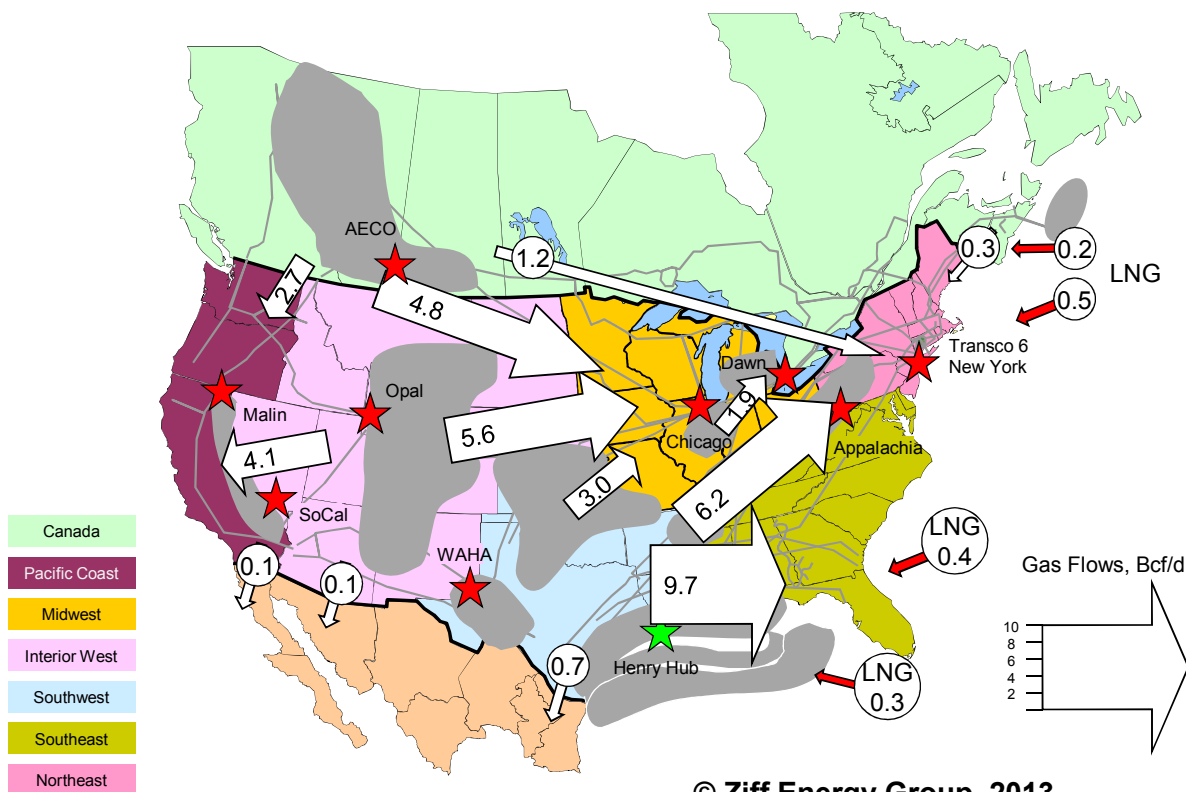 AECO
1.2
0.3
0.2
LNG
0.5
2.7
4.8
Transco 6
New York
Dawn
Opal
Malin
1.9
5.6
Chicago
Appalachia
4.1
3.0
6.2
SoCal
Canada
Pacific Coast
Midwest
Interior West
Southwest
Southeast
Northeast
LNG
0.4
WAHA
0.1
0.1
9.7
Gas Flows, Bcf/d
10
8
6
4
2
0.7
Henry Hub
LNG
0.3
© Ziff Energy Group, 2013